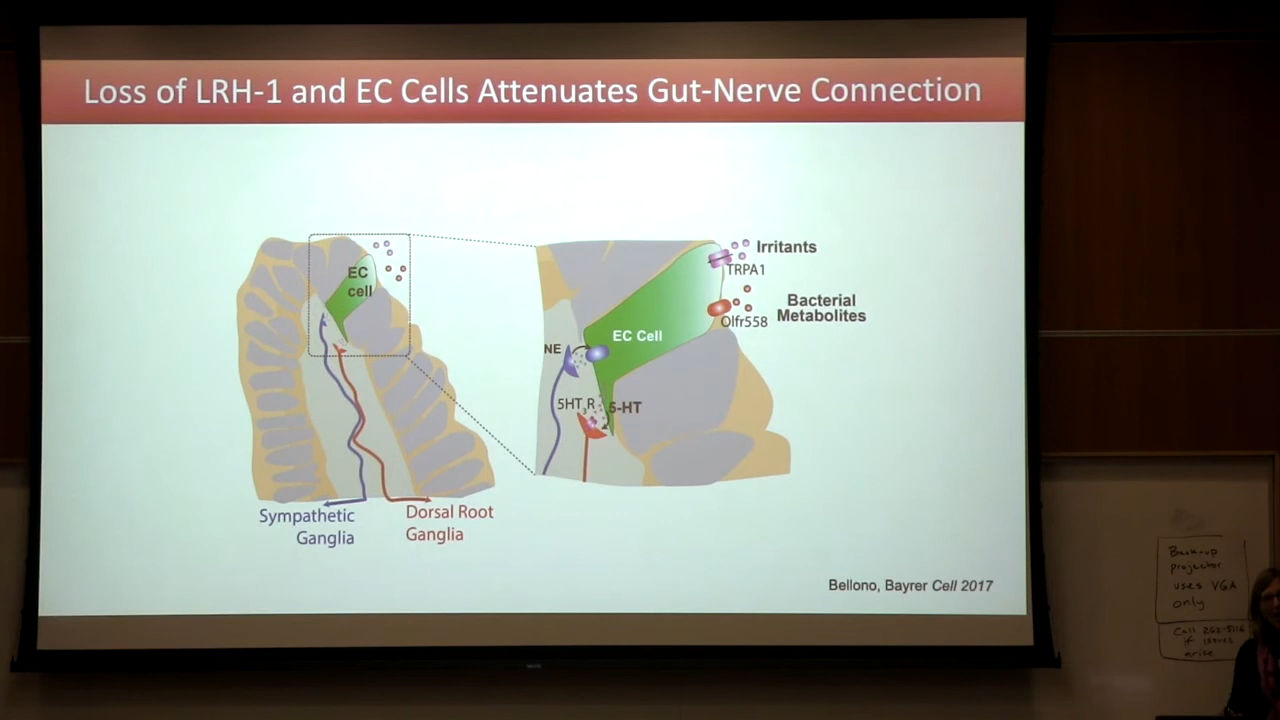 Loss of LRH-1 and EC Cells Attenuates Gut-Nerve Connection
EC
cell
Sympathetic
Ganglia
Dorsal Root
Ganglia
Irritants
TRPA1
Bacterial
Metabolites
Olfr558
EC Cell
NE
5HT3R
5-HT
Bellono, Bayrer Cell 2017
Back-up
projector
uses VGA
only
Call
if issues
arise